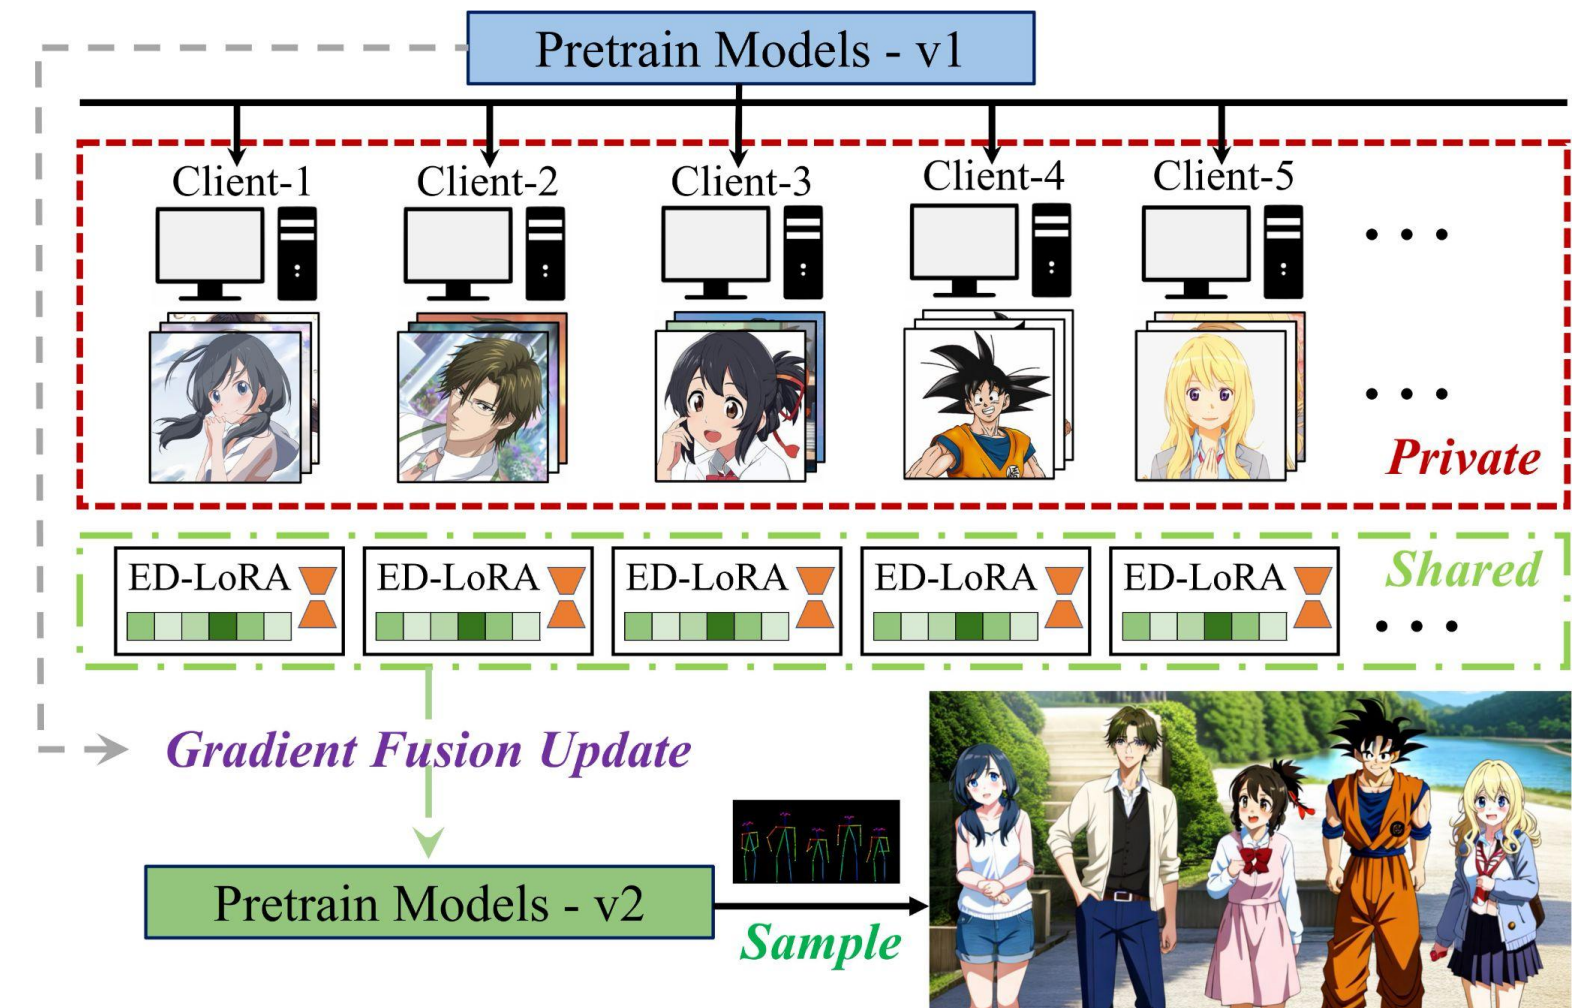 Pretrain Models - v1
Client-1
Client-2
Client-3
Client-4
Client-5
Private
ED-LoRA
ED-LoRA
ED-LoRA
ED-LoRA
ED-LoRA
Shared
Gradient Fusion Update
Pretrain Models - v2
Sample